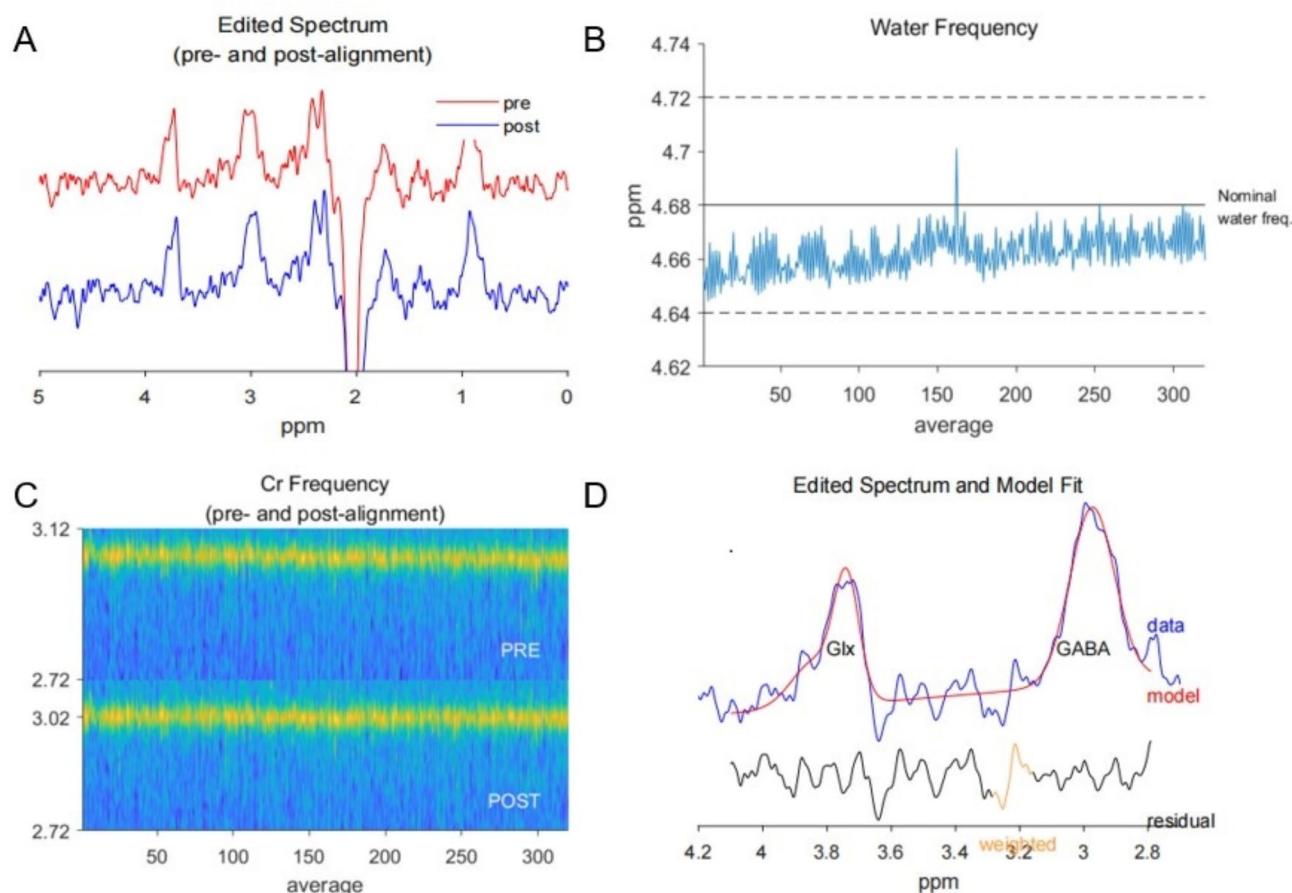 A
Edited Spectrum
(pre- and post-alignment)
pre
post
5 4 3 2 1 0
ppm
B
Water Frequency
4.74
4.72
4.7
4.68
4.66
4.64
4.62
ppm
Nominal
water freq.
50 100 150 200 250 300
average
C
Cr Frequency
(pre- and post-alignment)
3.12
PRE
2.72
3.02
POST
2.72
50 100 150 200 250 300
average
D
Edited Spectrum and Model Fit
Glx
GABA
data
model
residual
weighted
4.2 4 3.8 3.6 3.4 3.2 3 2.8
ppm